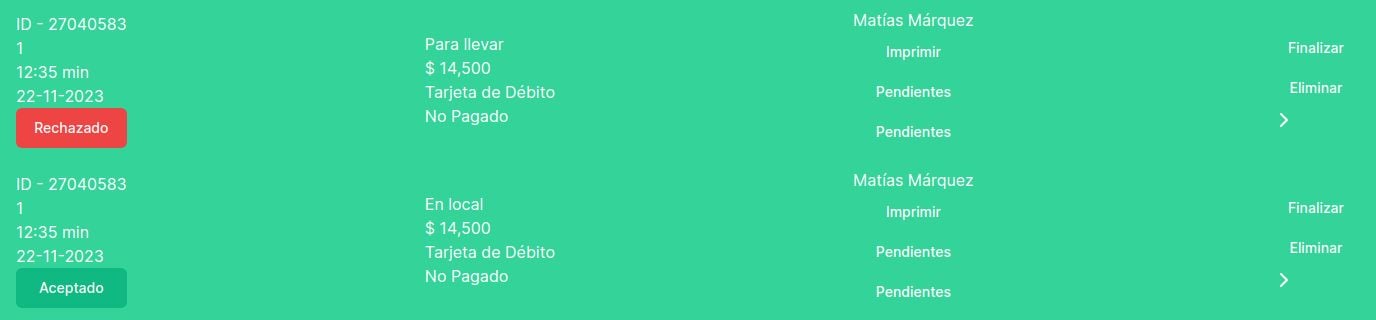 ID - 27040583
1
12:35 min
22-11-2023
Rechazado
Para llevar
$ 14,500
Tarjeta de Débito
No Pagado
Matías Márquez
Imprimir
Pendientes
Pendientes
Finalizar
Eliminar
ID - 27040583
1
12:35 min
22-11-2023
Aceptado
En local
$ 14,500
Tarjeta de Débito
No Pagado
Matías Márquez
Imprimir
Pendientes
Pendientes
Finalizar
Eliminar